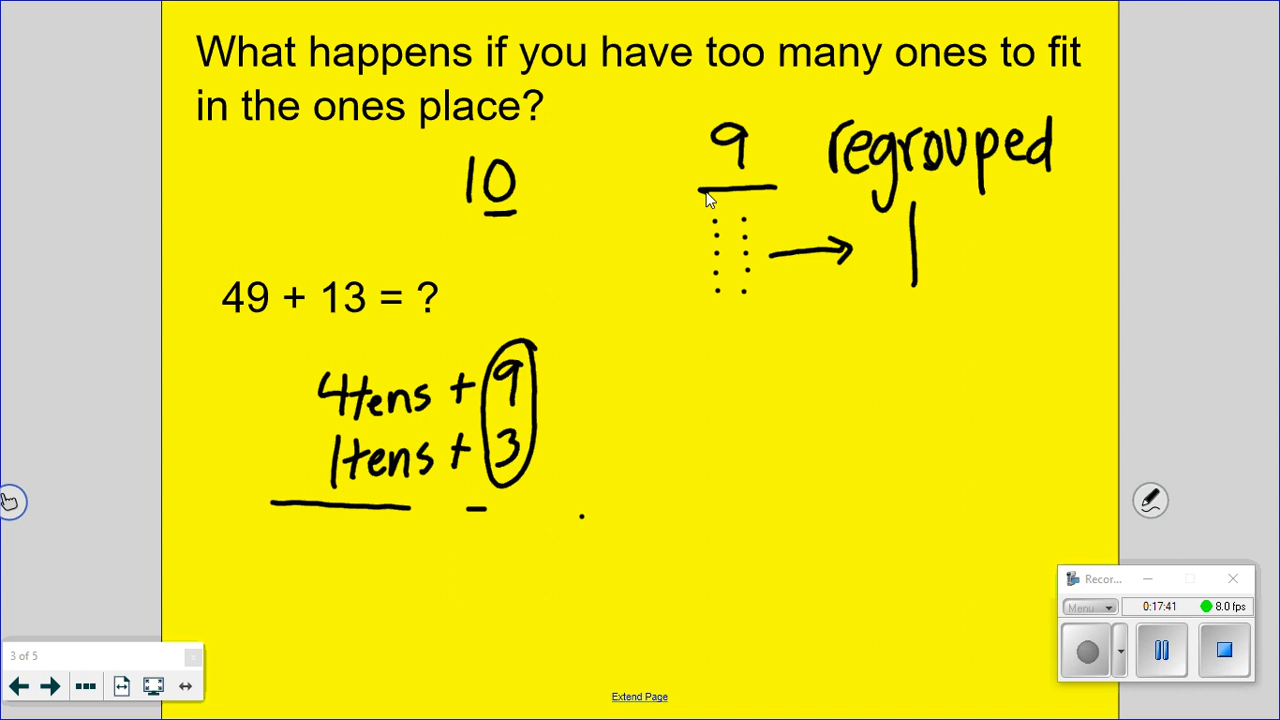 What happens if you have too many ones to fit
in the ones place?
10
9 regrouped
49 + 13 = ?
4tens + 9
1tens + 3
Recor...
Menu
0:17:41
8.0 fps
3 of 5
Extend Page